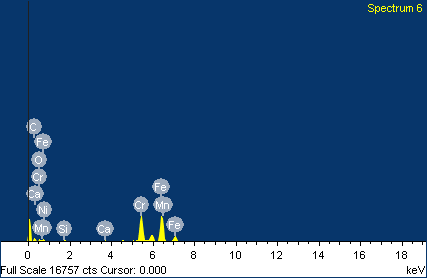 Spectrum 6
C
Fe
O
Cr
Ca
Ni
Mn
Si
Ca
Cr
Fe
Mn
Fe
0 2 4 6 8 10 12 14 16 18
Full Scale 16757 cts Cursor: 0.000 keV